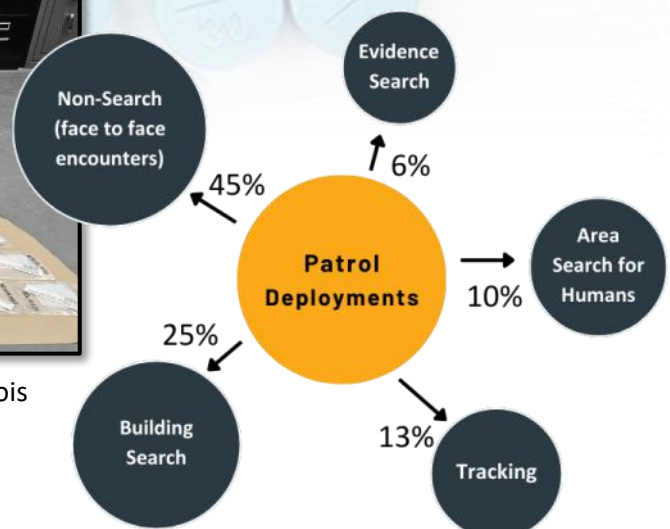 Evidence
Search
Non-Search
(face to face
encounters)
45%
6%
Patrol
Deployments
Area
Search for
Humans
10%
25%
Building
Search
13%
Tracking